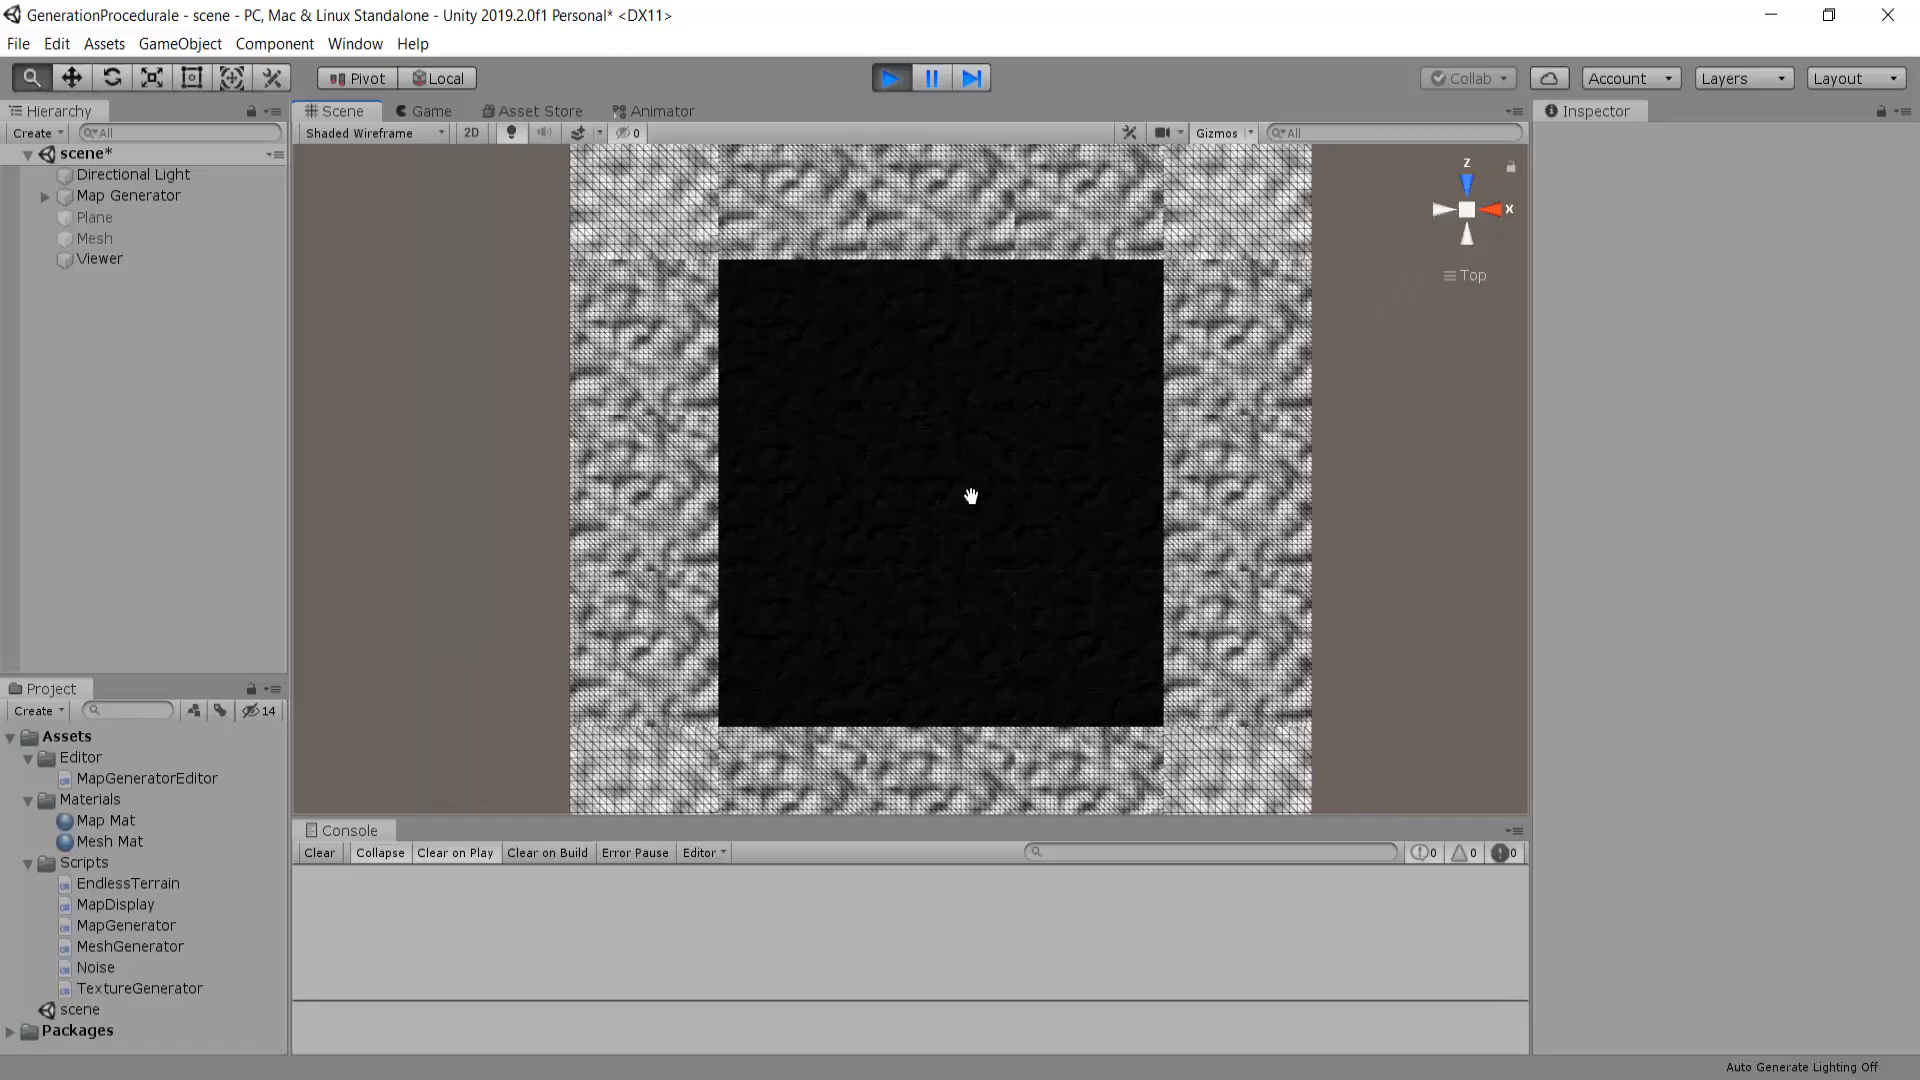 GenerationProcedurale - scene - PC, Mac & Linux Standalone - Unity 2019.2.0f1 Personal* <DX11>
File Edit Assets GameObject Component Window Help
Pivot Local Collab Account Layers Layout
Hierarchy Scene Game Asset Store Animator Inspector
Create All Shaded Wireframe 2D 0 Gizmos All
scene*
Directional Light
Map Generator
Plane
Mesh
Viewer
Z
X
Top
Project
Create 14
Assets
Editor
MapGeneratorEditor
Materials
Map Mat
Mesh Mat
Scripts
EndlessTerrain
MapDisplay
MapGenerator
MeshGenerator
Noise
TextureGenerator
scene
Packages
Console
Clear Collapse Clear on Play Clear on Build Error Pause Editor 0 0 0
Auto Generate Lighting Off